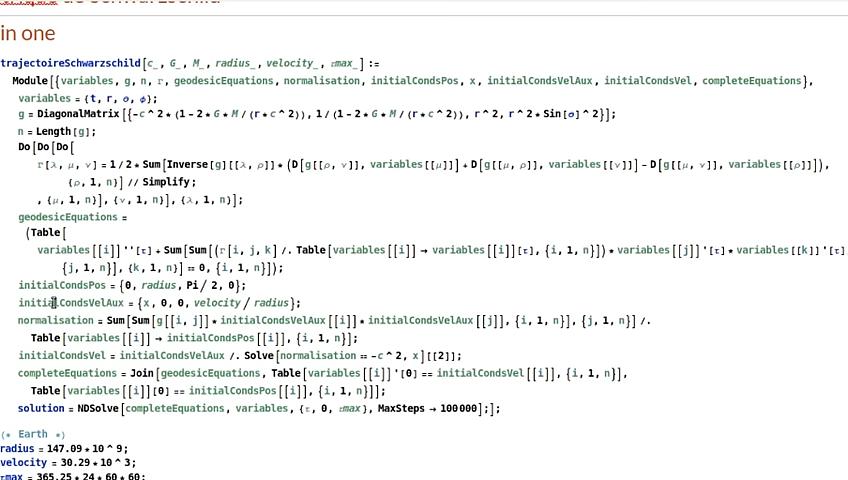 in one
trajectoireSchwarzschild[c_, G_, M_, radius_, velocity_, τmax_] :=
Module[{variables, g, n, Γ, geodesicEquations, normalisation, initialCondsPos, x, initialCondsVelAux, initialCondsVel, completeEquations},
variables = {t, r, θ, ϕ};
g = DiagonalMatrix[{-c^2*(1-2*G*M/(r*c^2)), 1/(1-2*G*M/(r*c^2)), r^2, r^2*Sin[θ]^2}];
n = Length[g];
Do[Do[Do[
Γ[λ, μ, ν] = 1/2*Sum[Inverse[g][[λ, ρ]]*(D[g[[ρ, ν]], variables[[μ]]] + D[g[[μ, ρ]], variables[[ν]]] - D[g[[μ, ν]], variables[[ρ]]]),
{ρ, 1, n}] // Simplify;
, {μ, 1, n}], {ν, 1, n}], {λ, 1, n}];
geodesicEquations =
(Table[
variables[[i]]''[τ] + Sum[Sum[(Γ[i, j, k] /. Table[variables[[i]] → variables[[i]][τ], {i, 1, n}])*variables[[j]]'[τ]*variables[[k]]'[τ]
{j, 1, n}], {k, 1, n}] == 0, {i, 1, n}]);
initialCondsPos = {0, radius, Pi/2, 0};
initialCondsVelAux = {x, 0, 0, velocity/radius};
normalisation = Sum[Sum[g[[i, j]]*initialCondsVelAux[[i]]*initialCondsVelAux[[j]], {i, 1, n}], {j, 1, n}] /.
Table[variables[[i]] → initialCondsPos[[i]], {i, 1, n}];
initialCondsVel = initialCondsVelAux /. Solve[normalisation == -c^2, x][[2]];
completeEquations = Join[geodesicEquations, Table[variables[[i]]'[0] == initialCondsVel[[i]], {i, 1, n}],
Table[variables[[i]][0] == initialCondsPos[[i]], {i, 1, n}]];
solution = NDSolve[completeEquations, variables, {τ, 0, τmax}, MaxSteps → 100000];];
(* Earth *)
radius = 147.09*10^9;
velocity = 30.29*10^3;
τmax = 365.25*24*60*60;